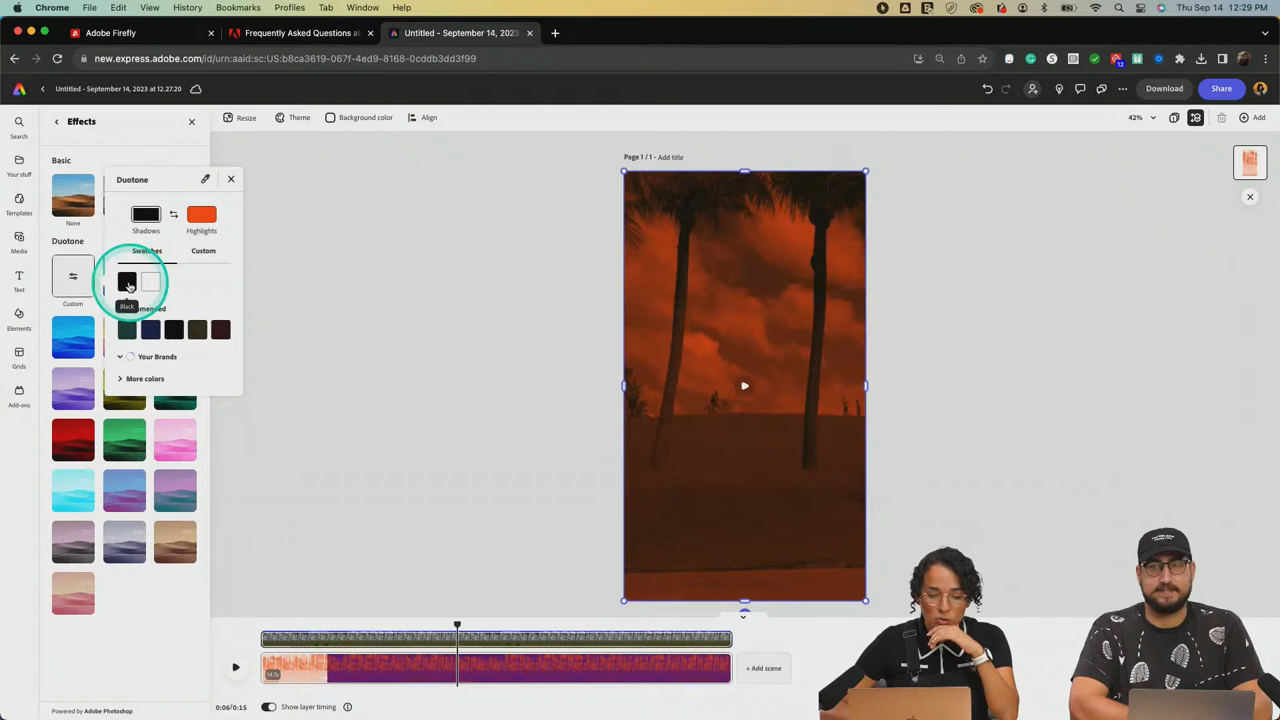 Chrome File Edit View History Bookmarks Profiles Tab Window Help Thu Sep 14 12:29 PM
Adobe Firefly Frequently Asked Questions ab Untitled - September 14, 2023
new.express.adobe.com/id/urn:aaid:sc:US:b8ca3619-067f-4ed9-8168-0cddb3dd3f99
12
Untitled - September 14, 2023 at 12.27.20 Download Share
Effects Resize Theme Background color Align 42% Add
Search
Your stuff
Templates
Media
Text
Elements
Grids
Add-ons
Basic
None
Duotone
Custom
Duotone
Shadows Highlights
Swatches Custom
Black
mended
Your Brands
More colors
Page 1 / 1 - Add title
14.7s
+ Add scene
Powered by Adobe Photoshop
0:06/0:15 Show layer timing